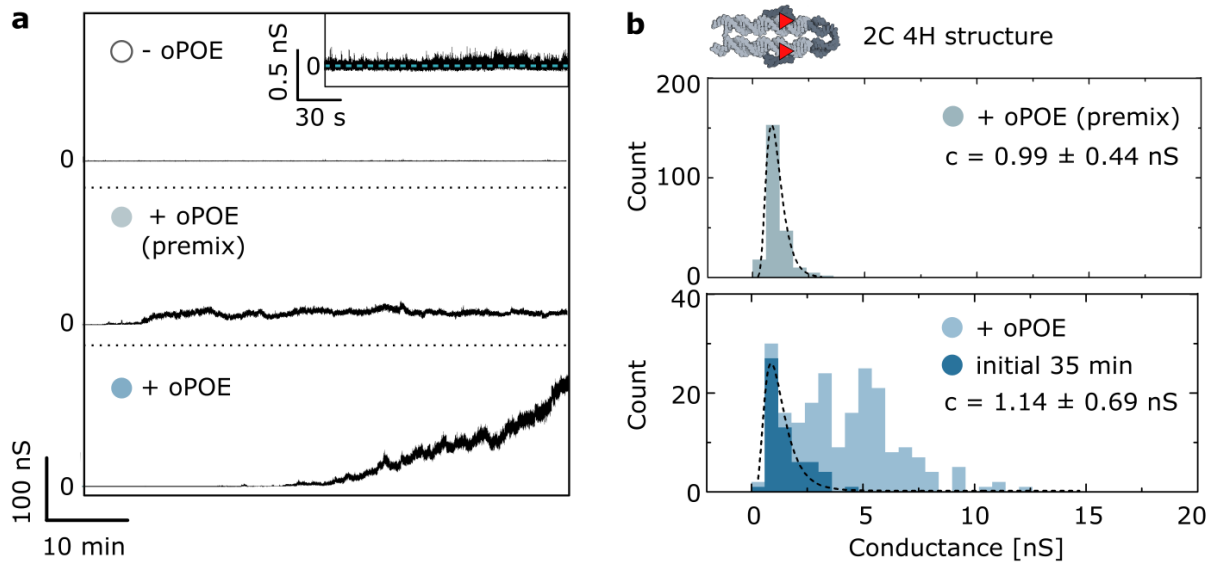 a
- oPOE
0.5 nS
0
30 s
0
+ oPOE
(premix)
0
+ oPOE
0
100 nS
10 min
b
2C 4H structure
200
100
0
Count
+ oPOE (premix)
c = 0.99 ± 0.44 nS
40
20
0
Count
+ oPOE
initial 35 min
c = 1.14 ± 0.69 nS
0 5 10 15 20
Conductance [nS]